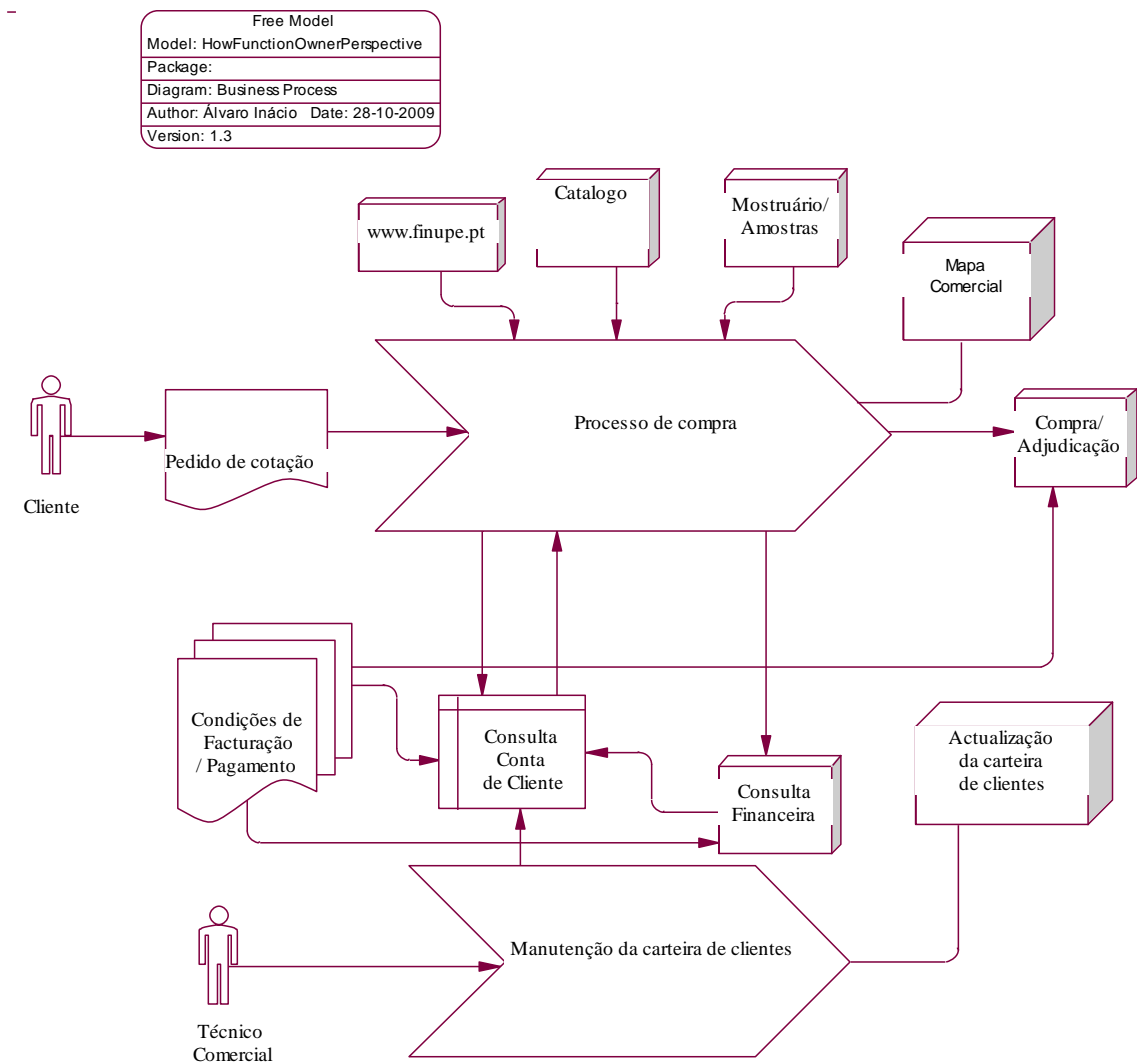 Free Model
Model: HowFunctionOwnerPerspective
Package:
Diagram: Business Process
Author: Álvaro Inácio Date: 28-10-2009
Version: 1.3
www.finupe.pt
Catalogo
Mostruário/
Amostras
Mapa
Comercial
Cliente
Pedido de cotação
Processo de compra
Compra/
Adjudicação
Condições de
Facturação
/ Pagamento
Consulta
Conta
de Cliente
Consulta
Financeira
Actualização
da carteira
de clientes
Técnico
Comercial
Manutenção da carteira de clientes